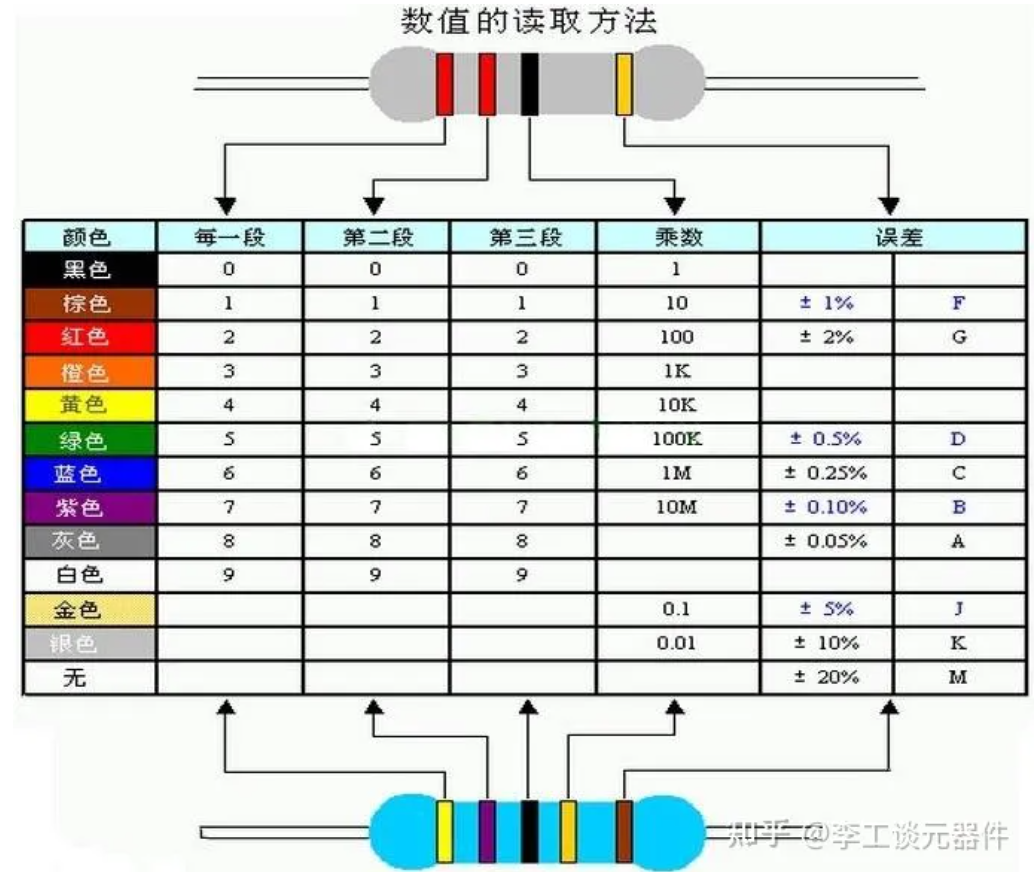 数值的读取方法
颜色 每一段 第二段 第三段 乘数 误差
黑色 0 0 0 1
棕色 1 1 1 10 ± 1% F
红色 2 2 2 100 ± 2% G
橙色 3 3 3 1K
黄色 4 4 4 10K
绿色 5 5 5 100K ± 0.5% D
蓝色 6 6 6 1M ± 0.25% C
紫色 7 7 7 10M ± 0.10% B
灰色 8 8 8 ± 0.05% A
白色 9 9 9
金色 0.1 ± 5% J
银色 0.01 ± 10% K
无 ± 20% M
知乎 @李工谈元器件